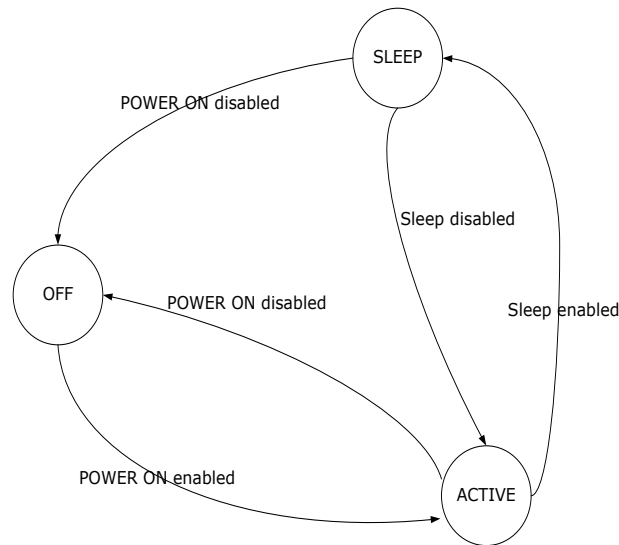 SLEEP
POWER ON disabled
Sleep disabled
OFF
POWER ON disabled
Sleep enabled
POWER ON enabled
ACTIVE